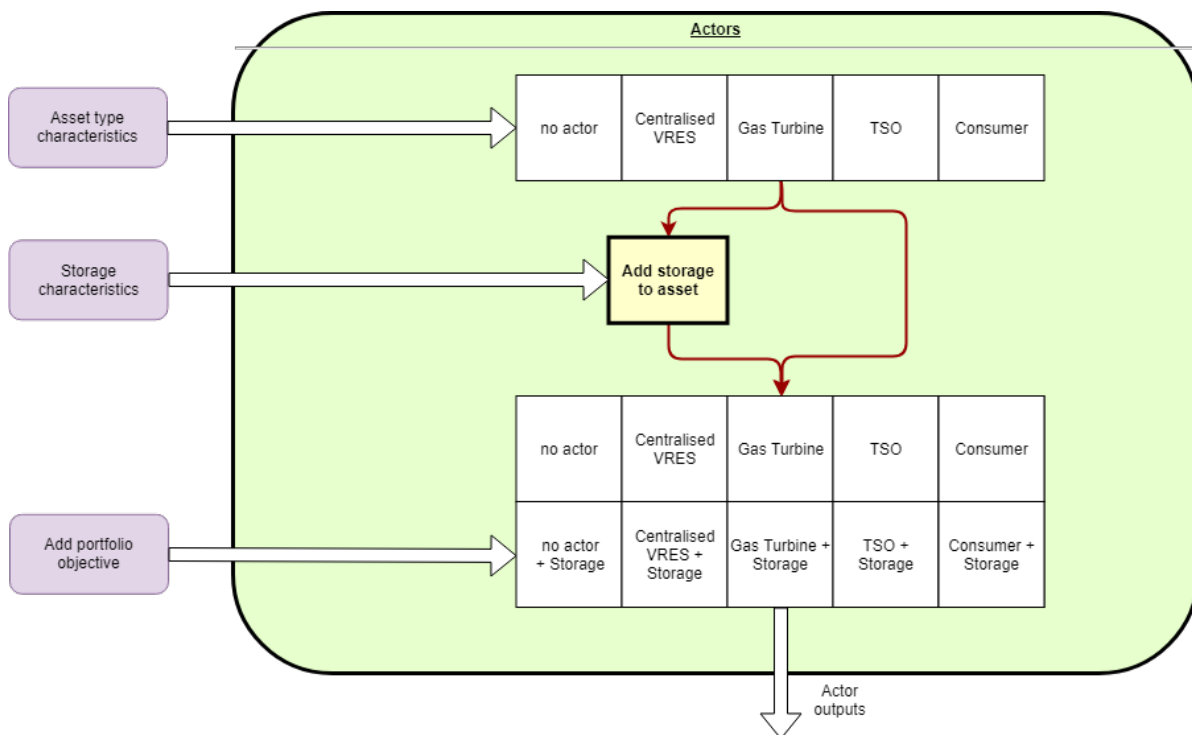 Actors
Asset type
characteristics
no actor
Centralised
VRES
Gas Turbine
TSO
Consumer
Storage
characteristics
Add storage
to asset
no actor
Centralised
VRES
Gas Turbine
TSO
Consumer
Add portfolio
objective
no actor
+ Storage
Centralised
VRES +
Storage
Gas Turbine +
Storage
TSO +
Storage
Consumer +
Storage
Actor
outputs